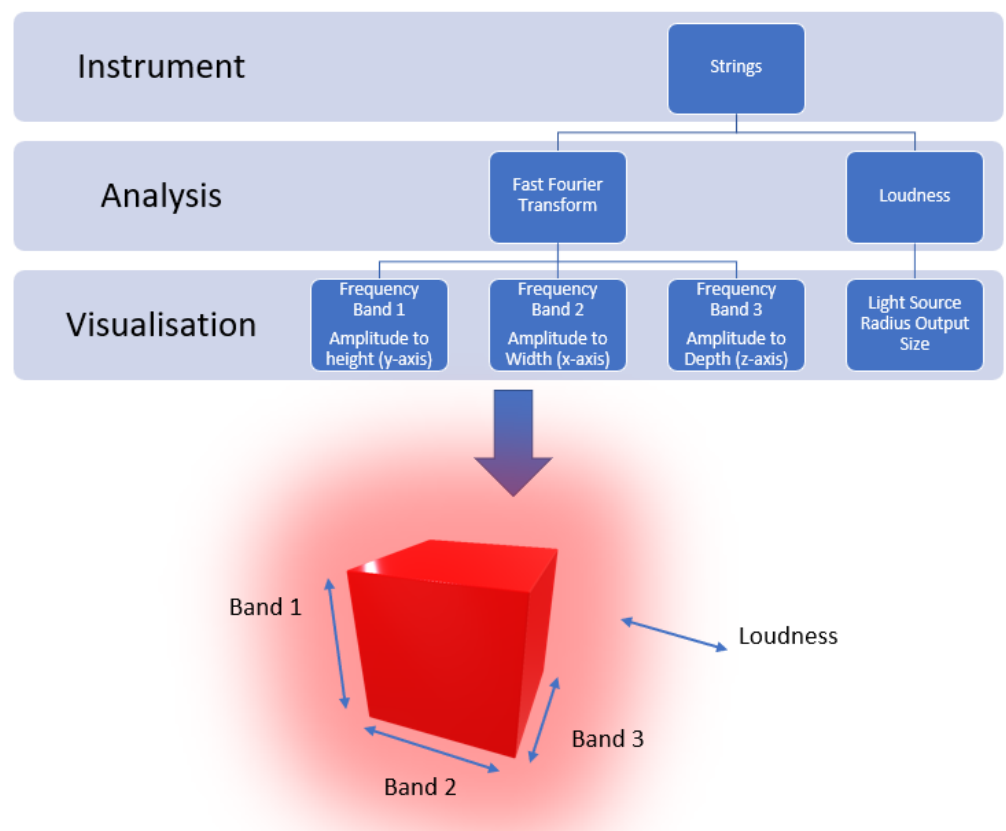 Instrument
Strings
Analysis
Fast Fourier
Transform
Loudness
Visualisation
Frequency
Band 1
Amplitude to
height (y-axis)
Frequency
Band 2
Amplitude to
Width (x-axis)
Frequency
Band 3
Amplitude to
Depth (z-axis)
Light Source
Radius Output
Size
Band 1
Loudness
Band 3
Band 2